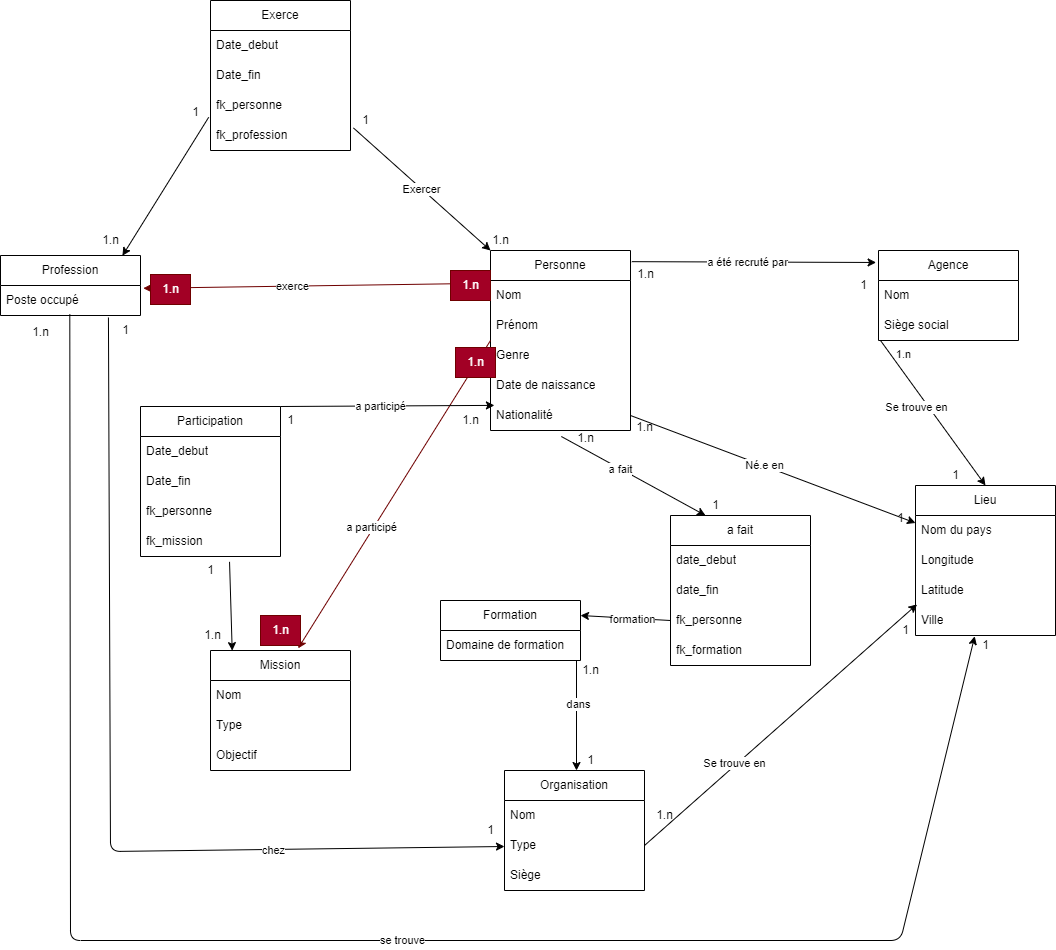 Exerce
Date_debut
Date_fin
fk_personne
fk_profession
1
1
Exercer
1.n
1.n
Profession
Poste occupé
1.n
exerce
1.n
Personne
Nom
Prénom
Genre
Date de naissance
Nationalité
a été recruté par
1.n
1
Agence
Nom
Siège social
1.n
1
1.n
1.n
Se trouve en
Participation
Date_debut
Date_fin
fk_personne
fk_mission
1
a participé
1.n
1.n
1.n
a fait
Né.e en
1
1
1
Lieu
Nom du pays
Longitude
Latitude
Ville
a participé
a fait
date_debut
date_fin
fk_personne
fk_formation
1
1.n
1.n
Formation
Domaine de formation
formation
1
1
Mission
Nom
Type
Objectif
1.n
dans
1
Se trouve en
Organisation
Nom
Type
Siège
1.n
1
chez
se trouve